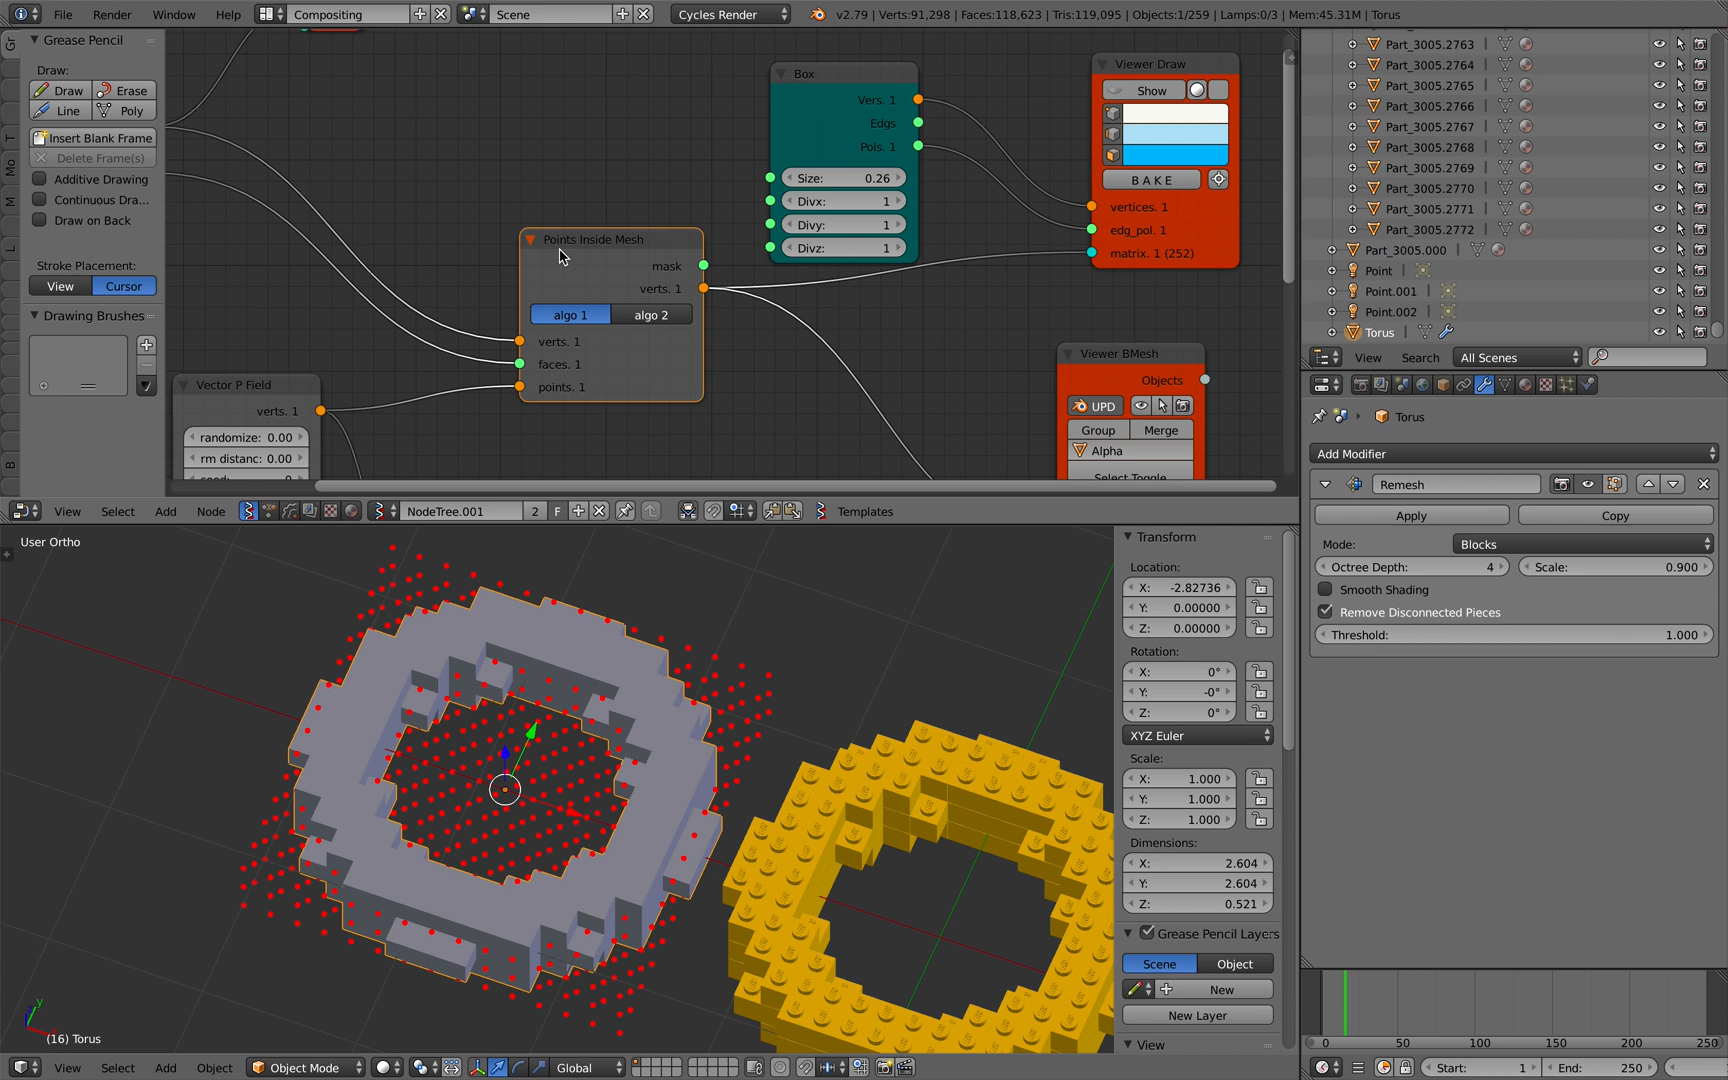 File Render Window Help Compositing Scene Cycles Render v2.79 | Verts:91,298 | Faces:118,623 | Tris:119,095 | Objects:1/259 | Lamps:0/3 | Mem:45.31M | Torus
Gr
T
Mo
M
L
B
Grease Pencil
Draw:
Draw Erase
Line Poly
Insert Blank Frame
Delete Frame(s)
Additive Drawing
Continuous Dra...
Draw on Back
Stroke Placement:
View Cursor
Drawing Brushes
Vector P Field
verts. 1
randomize: 0.00
rm distanc: 0.00
Points Inside Mesh
mask
verts. 1
algo 1 algo 2
verts. 1
faces. 1
points. 1
Box
Vers. 1
Edgs
Pols. 1
Size: 0.26
Divx: 1
Divy: 1
Divz: 1
Viewer Draw
Show
BAKE
vertices. 1
edg_pol. 1
matrix. 1 (252)
Viewer BMesh
Objects
UPD
Group Merge
Alpha
Select Toggle
View Select Add Node NodeTree.001 2 F Templates
Part_3005.2763
Part_3005.2764
Part_3005.2765
Part_3005.2766
Part_3005.2767
Part_3005.2768
Part_3005.2769
Part_3005.2770
Part_3005.2771
Part_3005.2772
Part_3005.000
Point
Point.001
Point.002
Torus
View Search All Scenes
Torus
Add Modifier
Remesh
Apply Copy
Mode: Blocks
Octree Depth: 4 Scale: 0.900
Smooth Shading
Remove Disconnected Pieces
Threshold: 1.000
User Ortho
y
(16) Torus
Transform
Location:
X: -2.82736
Y: 0.00000
Z: 0.00000
Rotation:
X: 0°
Y: -0°
Z: 0°
XYZ Euler
Scale:
X: 1.000
Y: 1.000
Z: 1.000
Dimensions:
X: 2.604
Y: 2.604
Z: 0.521
Grease Pencil Layers
Scene Object
New
New Layer
View
View Select Add Object Object Mode Global
0 50 100 150 200 250
Start: 1 End: 250